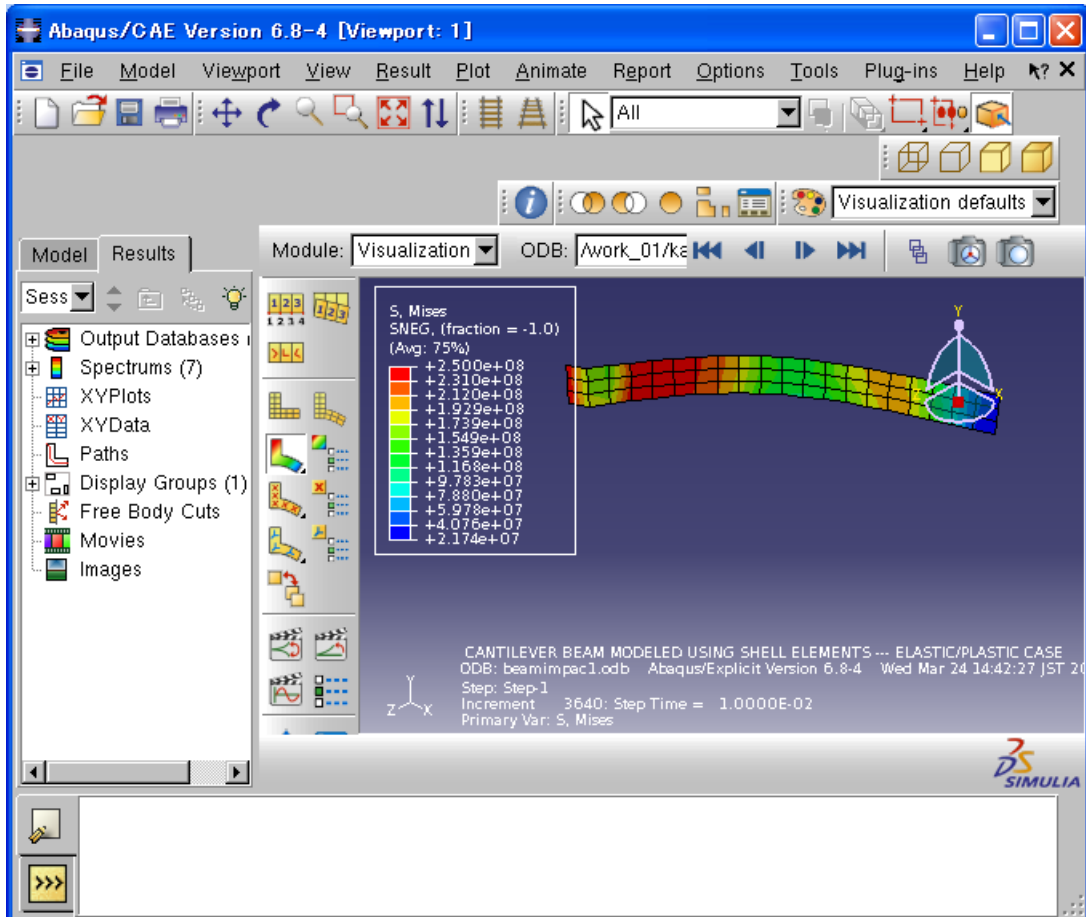 Abaqus/CAE Version 6.8-4 [Viewport: 1]
File Model Viewport View Result Plot Animate Report Options Tools Plug-ins Help
All
Visualization defaults
Model Results
Module: Visualization ODB: /work_01/ka
Sess
Output Databases
Spectrums (7)
XYPlots
XYData
Paths
Display Groups (1)
Free Body Cuts
Movies
Images
S, Mises
SNEG, (fraction = -1.0)
(Avg: 75%)
+2.500e+08
+2.310e+08
+2.120e+08
+1.929e+08
+1.739e+08
+1.549e+08
+1.359e+08
+1.168e+08
+9.783e+07
+7.880e+07
+5.978e+07
+4.076e+07
+2.174e+07
Y
Z X
CANTILEVER BEAM MODELED USING SHELL ELEMENTS --- ELASTIC/PLASTIC CASE
ODB: beamimpac1.odb Abaqus/Explicit Version 6.8-4 Wed Mar 24 14:42:27 JST 20
Step: Step-1
Increment 3640: Step Time = 1.0000E-02
Primary Var: S, Mises
Y
Z X
SIMULIA
>>>